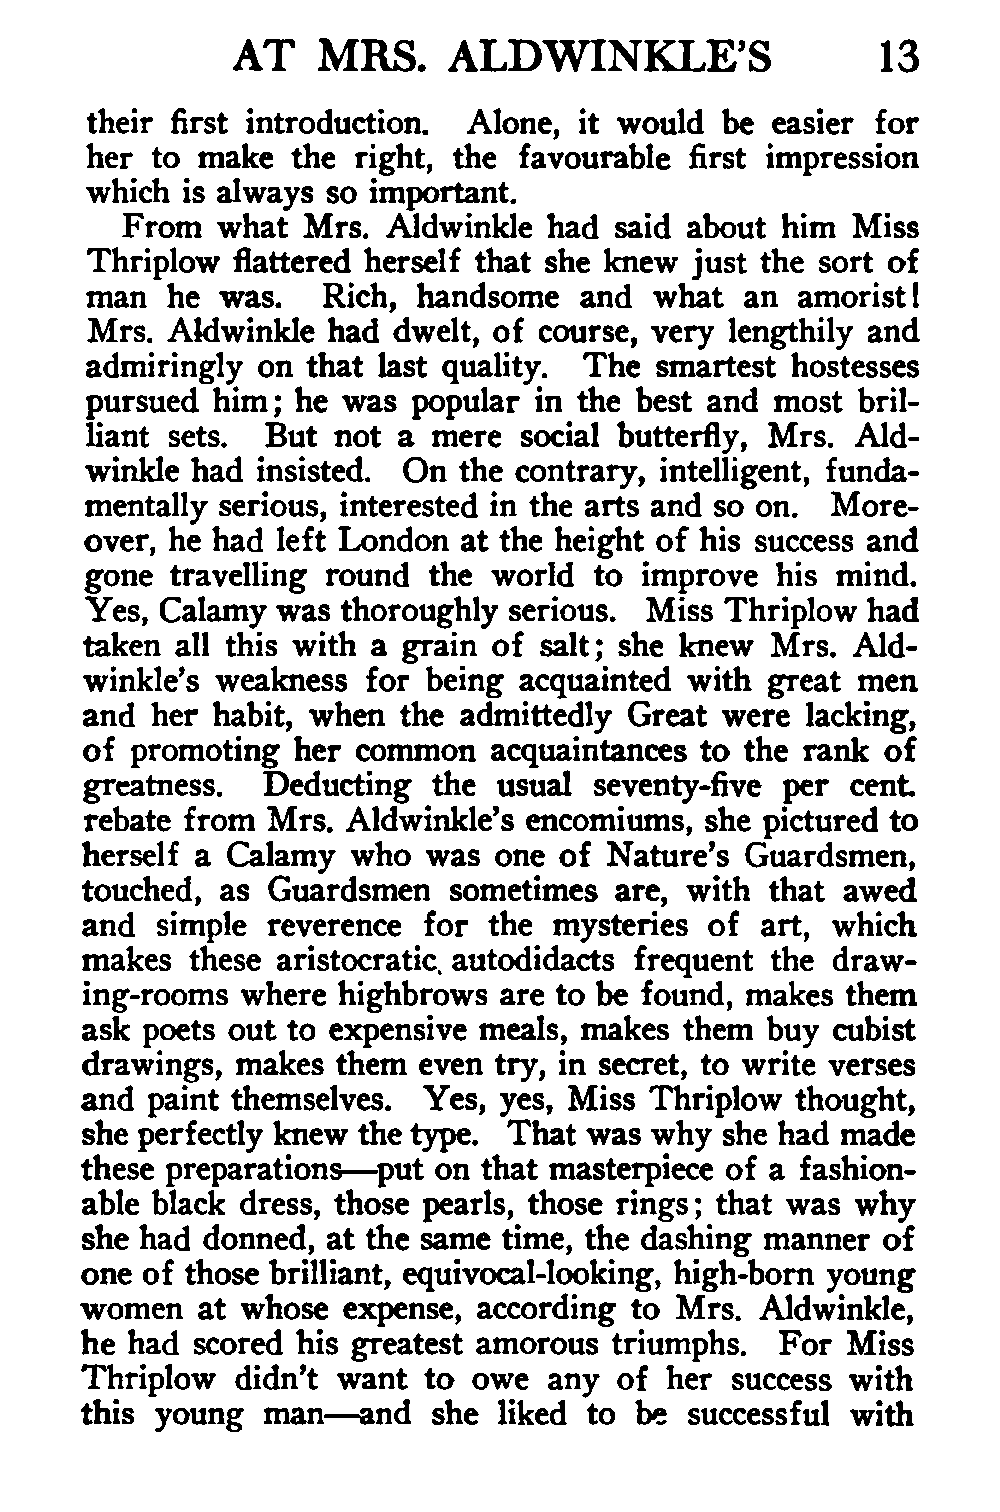 AT MRS. ALDWINKLE'S 13
their first introduction. Alone, it would be easier for
her to make the right, the favourable first impression
which is always so important.
From what Mrs. Aldwinkle had said about him Miss
Thriplow flattered herself that she knew just the sort of
man he was. Rich, handsome and what an amorist!
Mrs. Aldwinkle had dwelt, of course, very lengthily and
admiringly on that last quality. The smartest hostesses
pursued him; he was popular in the best and most bril-
liant sets. But not a mere social butterfly, Mrs. Ald-
winkle had insisted. On the contrary, intelligent, funda-
mentally serious, interested in the arts and so on. More-
over, he had left London at the height of his success and
gone travelling round the world to improve his mind.
Yes, Calamy was thoroughly serious. Miss Thriplow had
taken all this with a grain of salt; she knew Mrs. Ald-
winkle's weakness for being acquainted with great men
and her habit, when the admittedly Great were lacking,
of promoting her common acquaintances to the rank of
greatness. Deducting the usual seventy-five per cent.
rebate from Mrs. Aldwinkle's encomiums, she pictured to
herself a Calamy who was one of Nature's Guardsmen,
touched, as Guardsmen sometimes are, with that awed
and simple reverence for the mysteries of art, which
makes these aristocratic autodidacts frequent the draw-
ing-rooms where highbrows are to be found, makes them
ask poets out to expensive meals, makes them buy cubist
drawings, makes them even try, in secret, to write verses
and paint themselves. Yes, yes, Miss Thriplow thought,
she perfectly knew the type. That was why she had made
these preparations—put on that masterpiece of a fashion-
able black dress, those pearls, those rings; that was why
she had donned, at the same time, the dashing manner of
one of those brilliant, equivocal-looking, high-born young
women at whose expense, according to Mrs. Aldwinkle,
he had scored his greatest amorous triumphs. For Miss
Thriplow didn't want to owe any of her success with
this young man—and she liked to be successful with